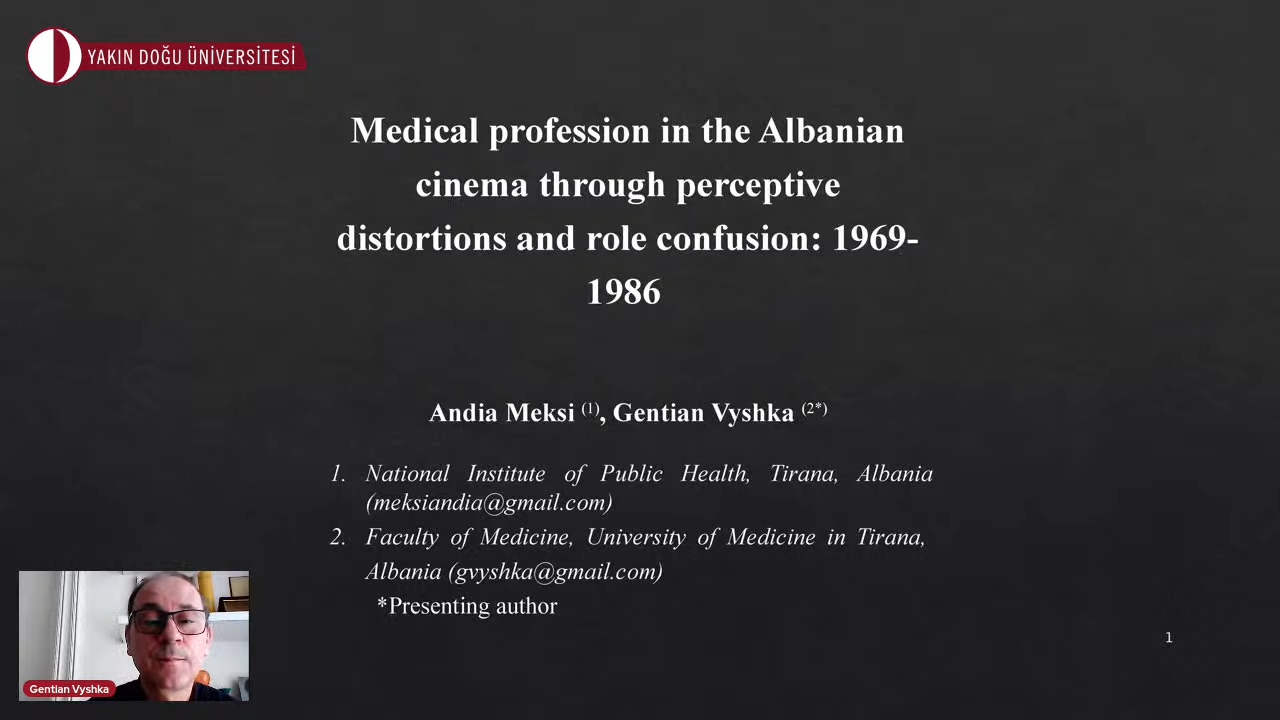 YAKIN DOĞU ÜNİVERSİTESİ
Medical profession in the Albanian
cinema through perceptive
distortions and role confusion: 1969-
1986
Andia Meksi (1), Gentian Vyshka (2*)
1. National Institute of Public Health, Tirana, Albania
(meksiandia@gmail.com)
2. Faculty of Medicine, University of Medicine in Tirana,
Albania (gvyshka@gmail.com)
*Presenting author
1
Gentian Vyshka